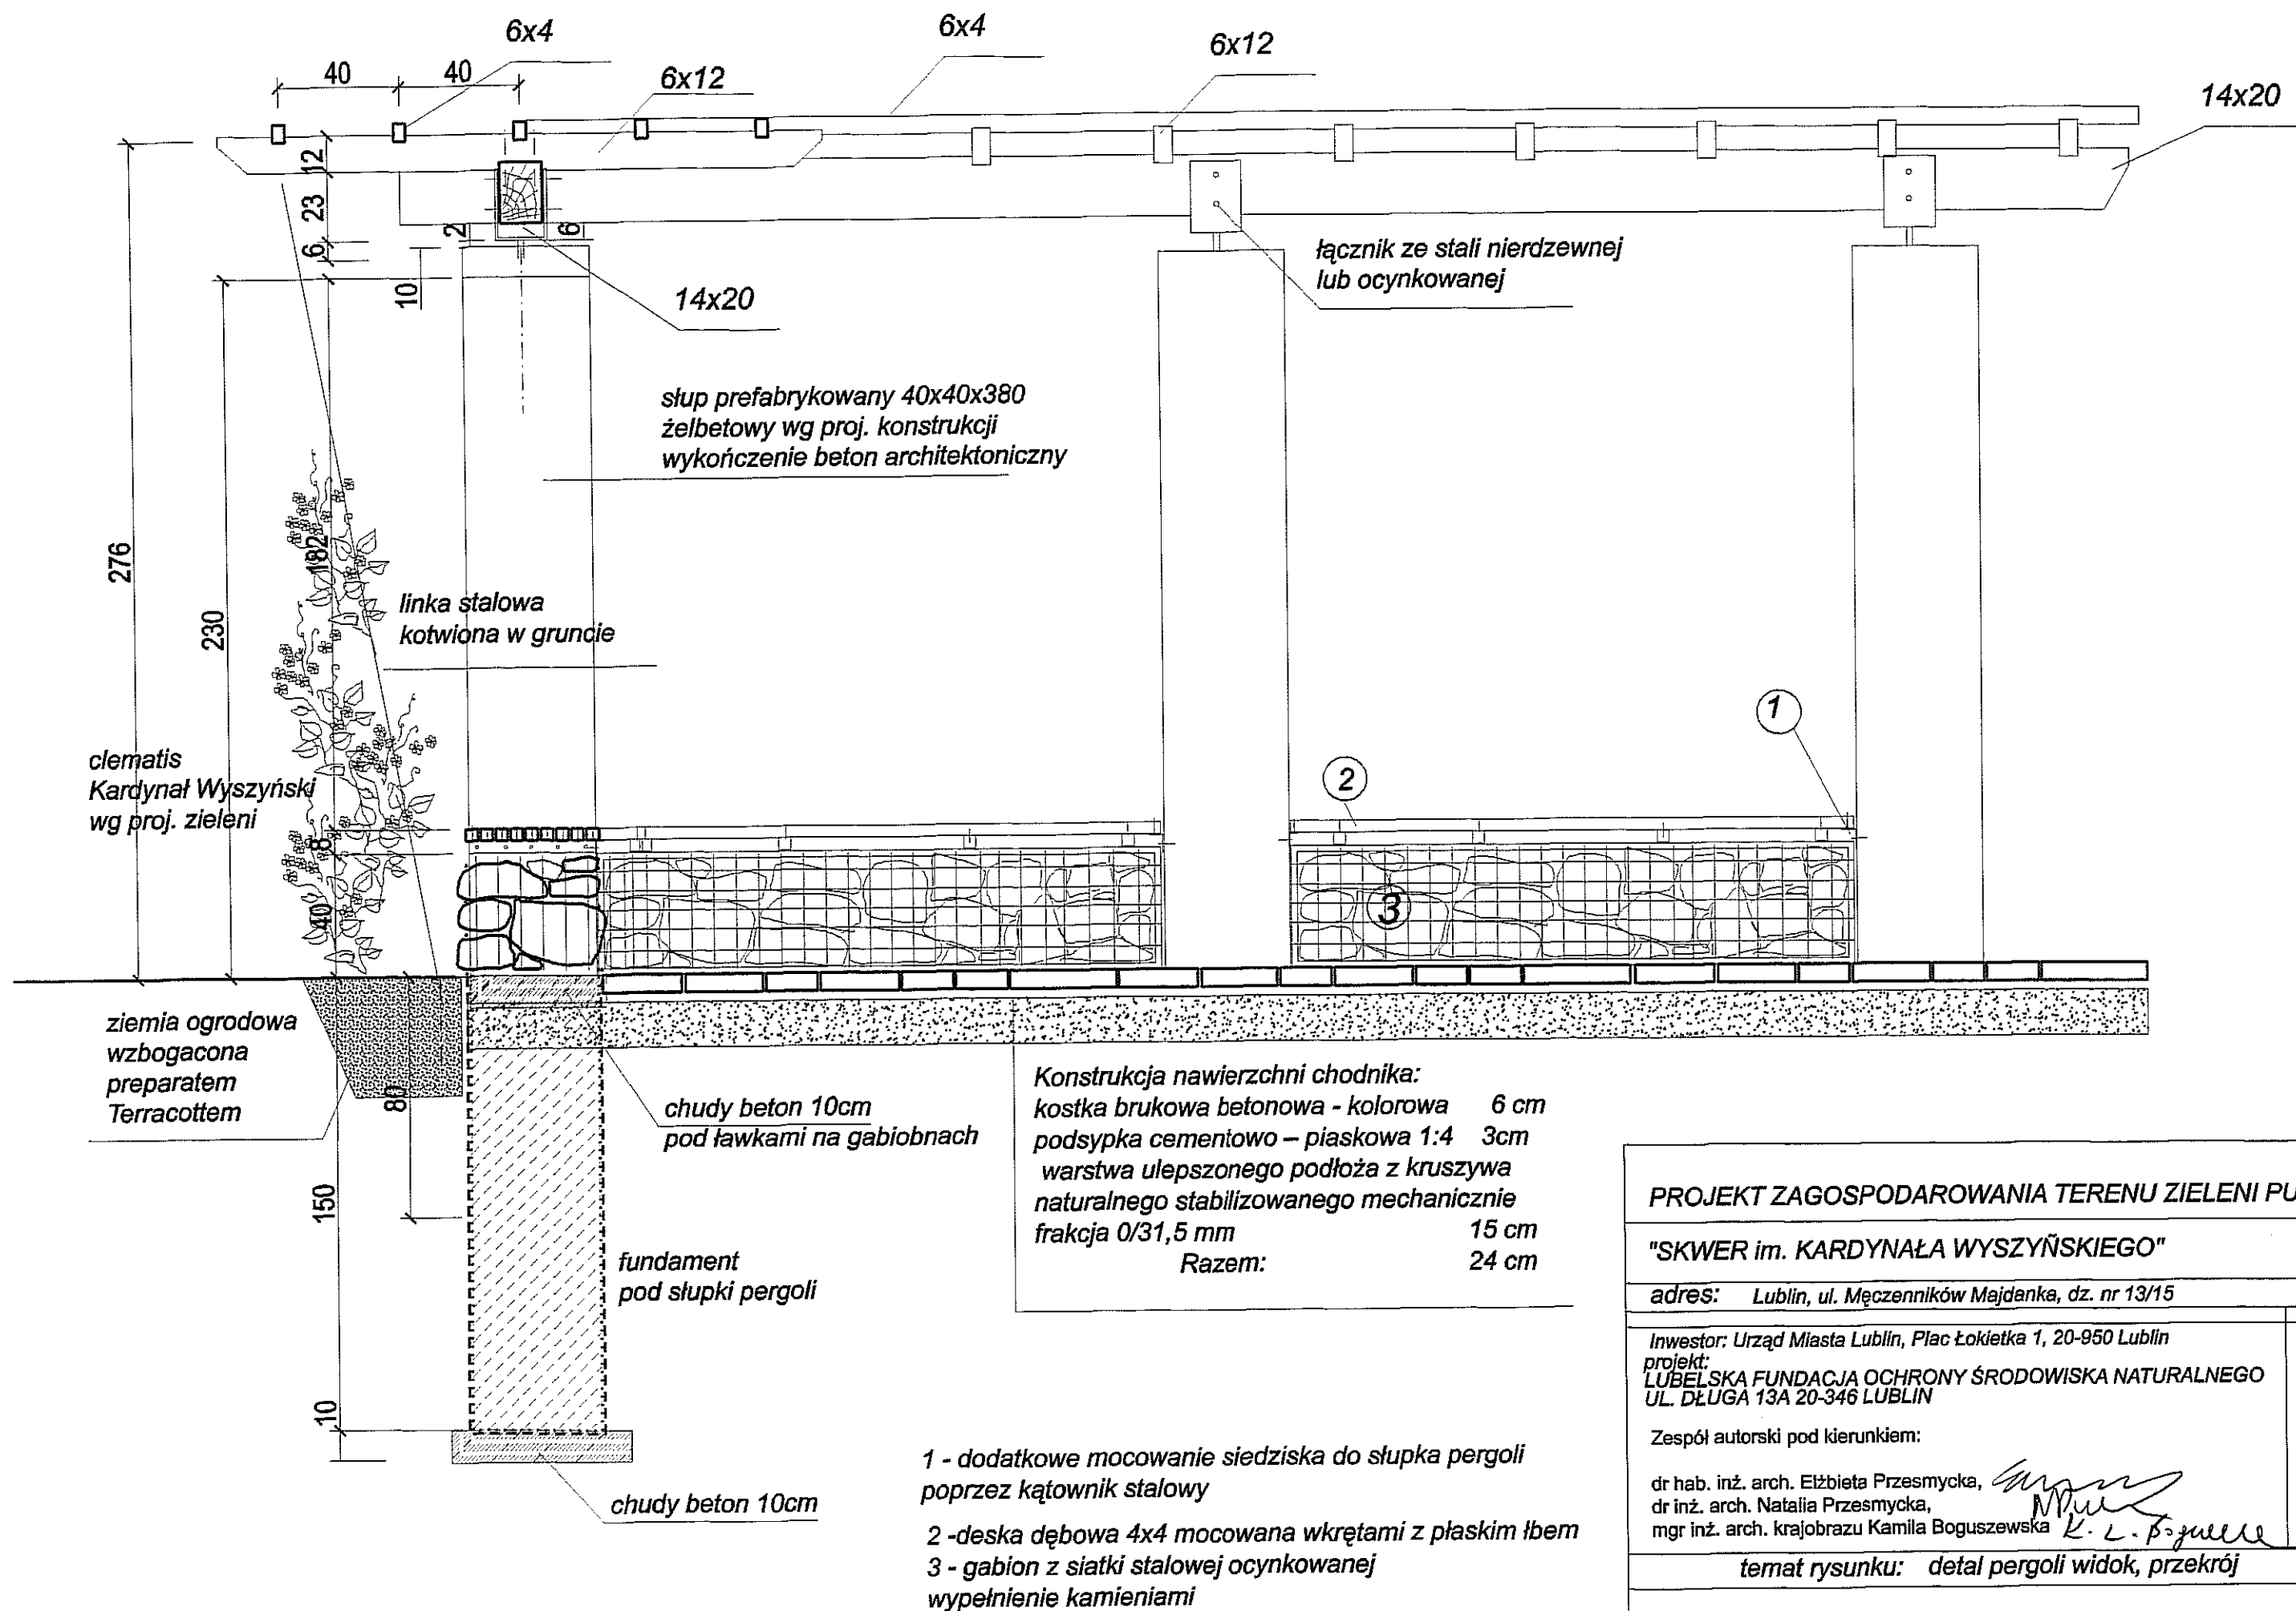 6x4
6x4
6x12
40
40
6x12
14x20
12
23
2
6
6
10
14x20
łącznik ze stali nierdzewnej
lub ocynkowanej
słup prefabrykowany 40x40x380
żelbetowy wg proj. konstrukcji
wykończenie beton architektoniczny
276
182
230
linka stalowa
kotwiona w gruncie
1
2
clematis
Kardynał Wyszyński
wg proj. zieleni
8
40
3
ziemia ogrodowa
wzbogacona
preparatem
Terracottem
80
chudy beton 10cm
pod ławkami na gabiobnach
150
fundament
pod słupki pergoli
10
chudy beton 10cm
Konstrukcja nawierzchni chodnika:
kostka brukowa betonowa - kolorowa 6 cm
podsypka cementowo – piaskowa 1:4 3cm
warstwa ulepszonego podłoża z kruszywa
naturalnego stabilizowanego mechanicznie
frakcja 0/31,5 mm 15 cm
Razem: 24 cm
1 - dodatkowe mocowanie siedziska do słupka pergoli
poprzez kątownik stalowy
2 -deska dębowa 4x4 mocowana wkrętami z płaskim łbem
3 - gabion z siatki stalowej ocynkowanej
wypełnienie kamieniami
PROJEKT ZAGOSPODAROWANIA TERENU ZIELENI PU
"SKWER im. KARDYNAŁA WYSZYŃSKIEGO"
adres: Lublin, ul. Męczenników Majdanka, dz. nr 13/15
Inwestor: Urząd Miasta Lublin, Plac Łokietka 1, 20-950 Lublin
projekt:
LUBELSKA FUNDACJA OCHRONY ŚRODOWISKA NATURALNEGO
UL. DŁUGA 13A 20-346 LUBLIN
Zespół autorski pod kierunkiem:
dr hab. inż. arch. Elżbieta Przesmycka,
dr inż. arch. Natalia Przesmycka,
mgr inż. arch. krajobrazu Kamila Boguszewska
temat rysunku: detal pergoli widok, przekrój